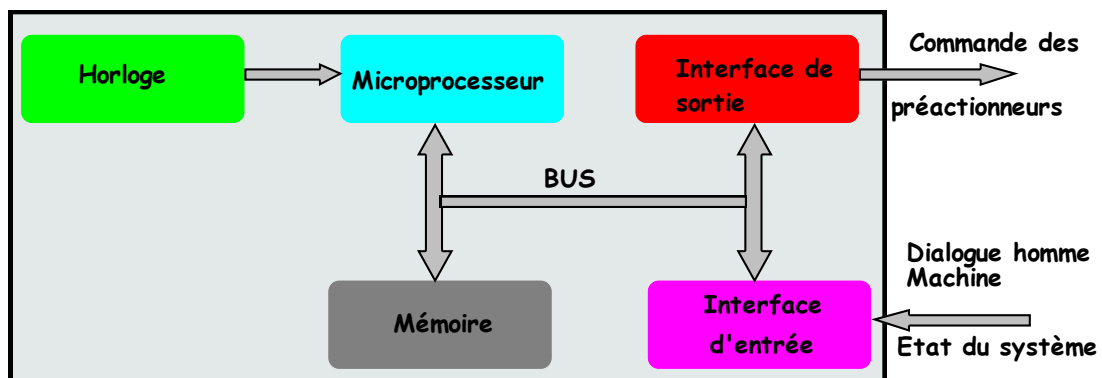 Horloge
Microprocesseur
Interface de
sortie
Commande des
préactionneurs
BUS
Mémoire
Interface
d'entrée
Dialogue homme
Machine
Etat du système